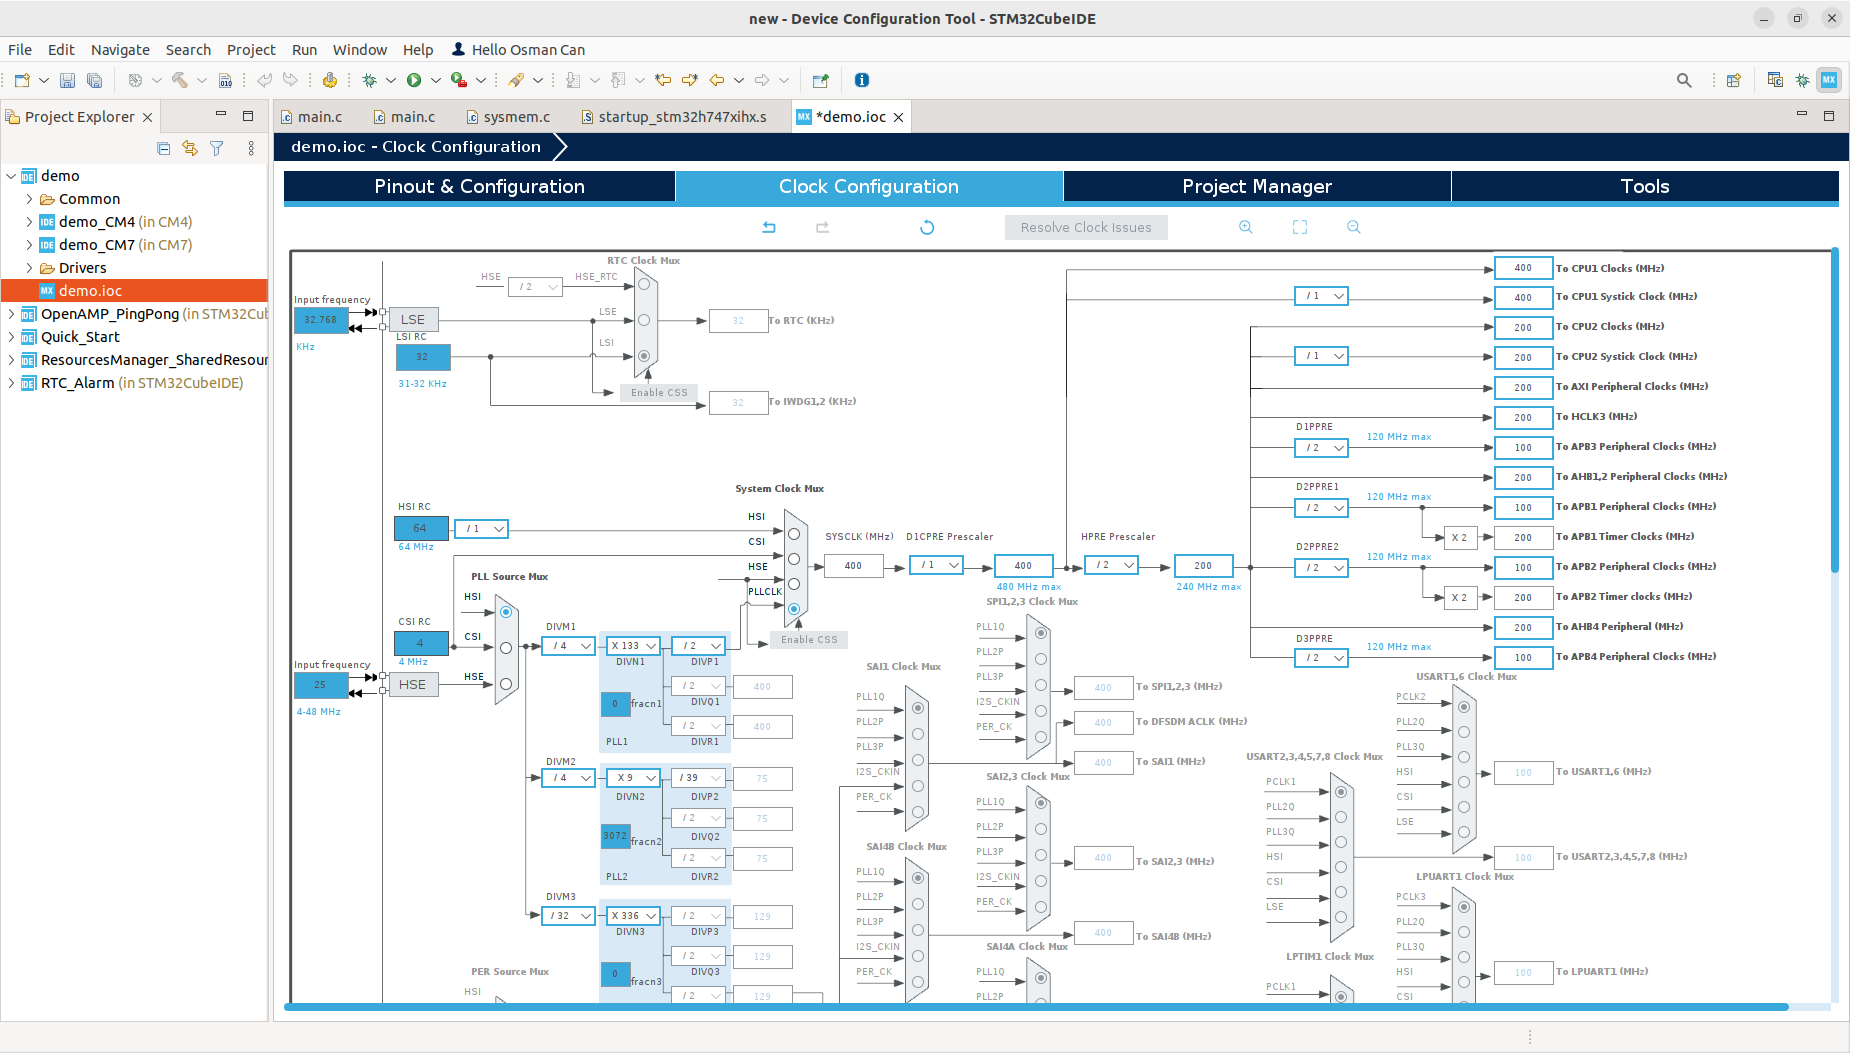 new - Device Configuration Tool - STM32CubeIDE
File Edit Navigate Search Project Run Window Help Hello Osman Can
Project Explorer
main.c main.c sysmem.c startup_stm32h747xihx.s *demo.ioc
demo.ioc - Clock Configuration
Pinout & Configuration Clock Configuration Project Manager Tools
Resolve Clock Issues
demo
Common
demo_CM4 (in CM4)
demo_CM7 (in CM7)
Drivers
demo.ioc
OpenAMP_PingPong (in STM32Cu
Quick_Start
ResourcesManager_SharedResour
RTC_Alarm (in STM32CubeIDE)
RTC Clock Mux
HSE / 2 HSE_RTC
Input frequency
32.768
KHz
LSE
LSE
32 To RTC (KHz)
LSI RC
32
31-32 KHz
LSI
Enable CSS
32 To IWDG1,2 (KHz)
400 To CPU1 Clocks (MHz)
/ 1 400 To CPU1 Systick Clock (MHz)
200 To CPU2 Clocks (MHz)
/ 1 200 To CPU2 Systick Clock (MHz)
200 To AXI Peripheral Clocks (MHz)
200 To HCLK3 (MHz)
D1PPRE
/ 2 120 MHz max 100 To APB3 Peripheral Clocks (MHz)
200 To AHB1,2 Peripheral Clocks (MHz)
D2PPRE1
/ 2 120 MHz max 100 To APB1 Peripheral Clocks (MHz)
X 2 200 To APB1 Timer Clocks (MHz)
D2PPRE2
/ 2 120 MHz max 100 To APB2 Peripheral Clocks (MHz)
X 2 200 To APB2 Timer clocks (MHz)
200 To AHB4 Peripheral (MHz)
D3PPRE
/ 2 120 MHz max 100 To APB4 Peripheral Clocks (MHz)
System Clock Mux
HSI RC
64
64 MHz
/ 1
HSI
CSI
HSE
PLLCLK
Enable CSS
SYSCLK (MHz)
400
D1CPRE Prescaler
/ 1
400
480 MHz max
HPRE Prescaler
/ 2
200
240 MHz max
PLL Source Mux
HSI
CSI
HSE
CSI RC
4
4 MHz
Input frequency
25
4-48 MHz
HSE
DIVM1
/ 4
X 133
DIVN1
/ 2
DIVP1
/ 2 400
DIVQ1
0 fracn1
/ 2 400
DIVR1
PLL1
DIVM2
/ 4
X 9
DIVN2
/ 39 75
DIVP2
/ 2 75
DIVQ2
3072 fracn2
/ 2 75
DIVR2
PLL2
DIVM3
/ 32
X 336
DIVN3
/ 2 129
DIVP3
/ 2 129
DIVQ3
0 fracn3
/ 2 129
PER Source Mux
HSI
SAI1 Clock Mux
PLL1Q
PLL2P
PLL3P
I2S_CKIN
PER_CK
400 To SAI1 (MHz)
SAI4B Clock Mux
PLL1Q
PLL2P
PLL3P
I2S_CKIN
PER_CK
400 To SAI4B (MHz)
SPI1,2,3 Clock Mux
PLL1Q
PLL2P
PLL3P
I2S_CKIN
PER_CK
400 To SPI1,2,3 (MHz)
400 To DFSDM ACLK (MHz)
SAI2,3 Clock Mux
PLL1Q
PLL2P
PLL3P
I2S_CKIN
PER_CK
400 To SAI2,3 (MHz)
SAI4A Clock Mux
PLL1Q
PLL2P
USART2,3,4,5,7,8 Clock Mux
PCLK1
PLL2Q
PLL3Q
HSI
CSI
LSE
100 To USART2,3,4,5,7,8 (MHz)
LPTIM1 Clock Mux
PCLK1
USART1,6 Clock Mux
PCLK2
PLL2Q
PLL3Q
HSI
CSI
LSE
100 To USART1,6 (MHz)
LPUART1 Clock Mux
PCLK3
PLL2Q
PLL3Q
HSI
CSI
100 To LPUART1 (MHz)